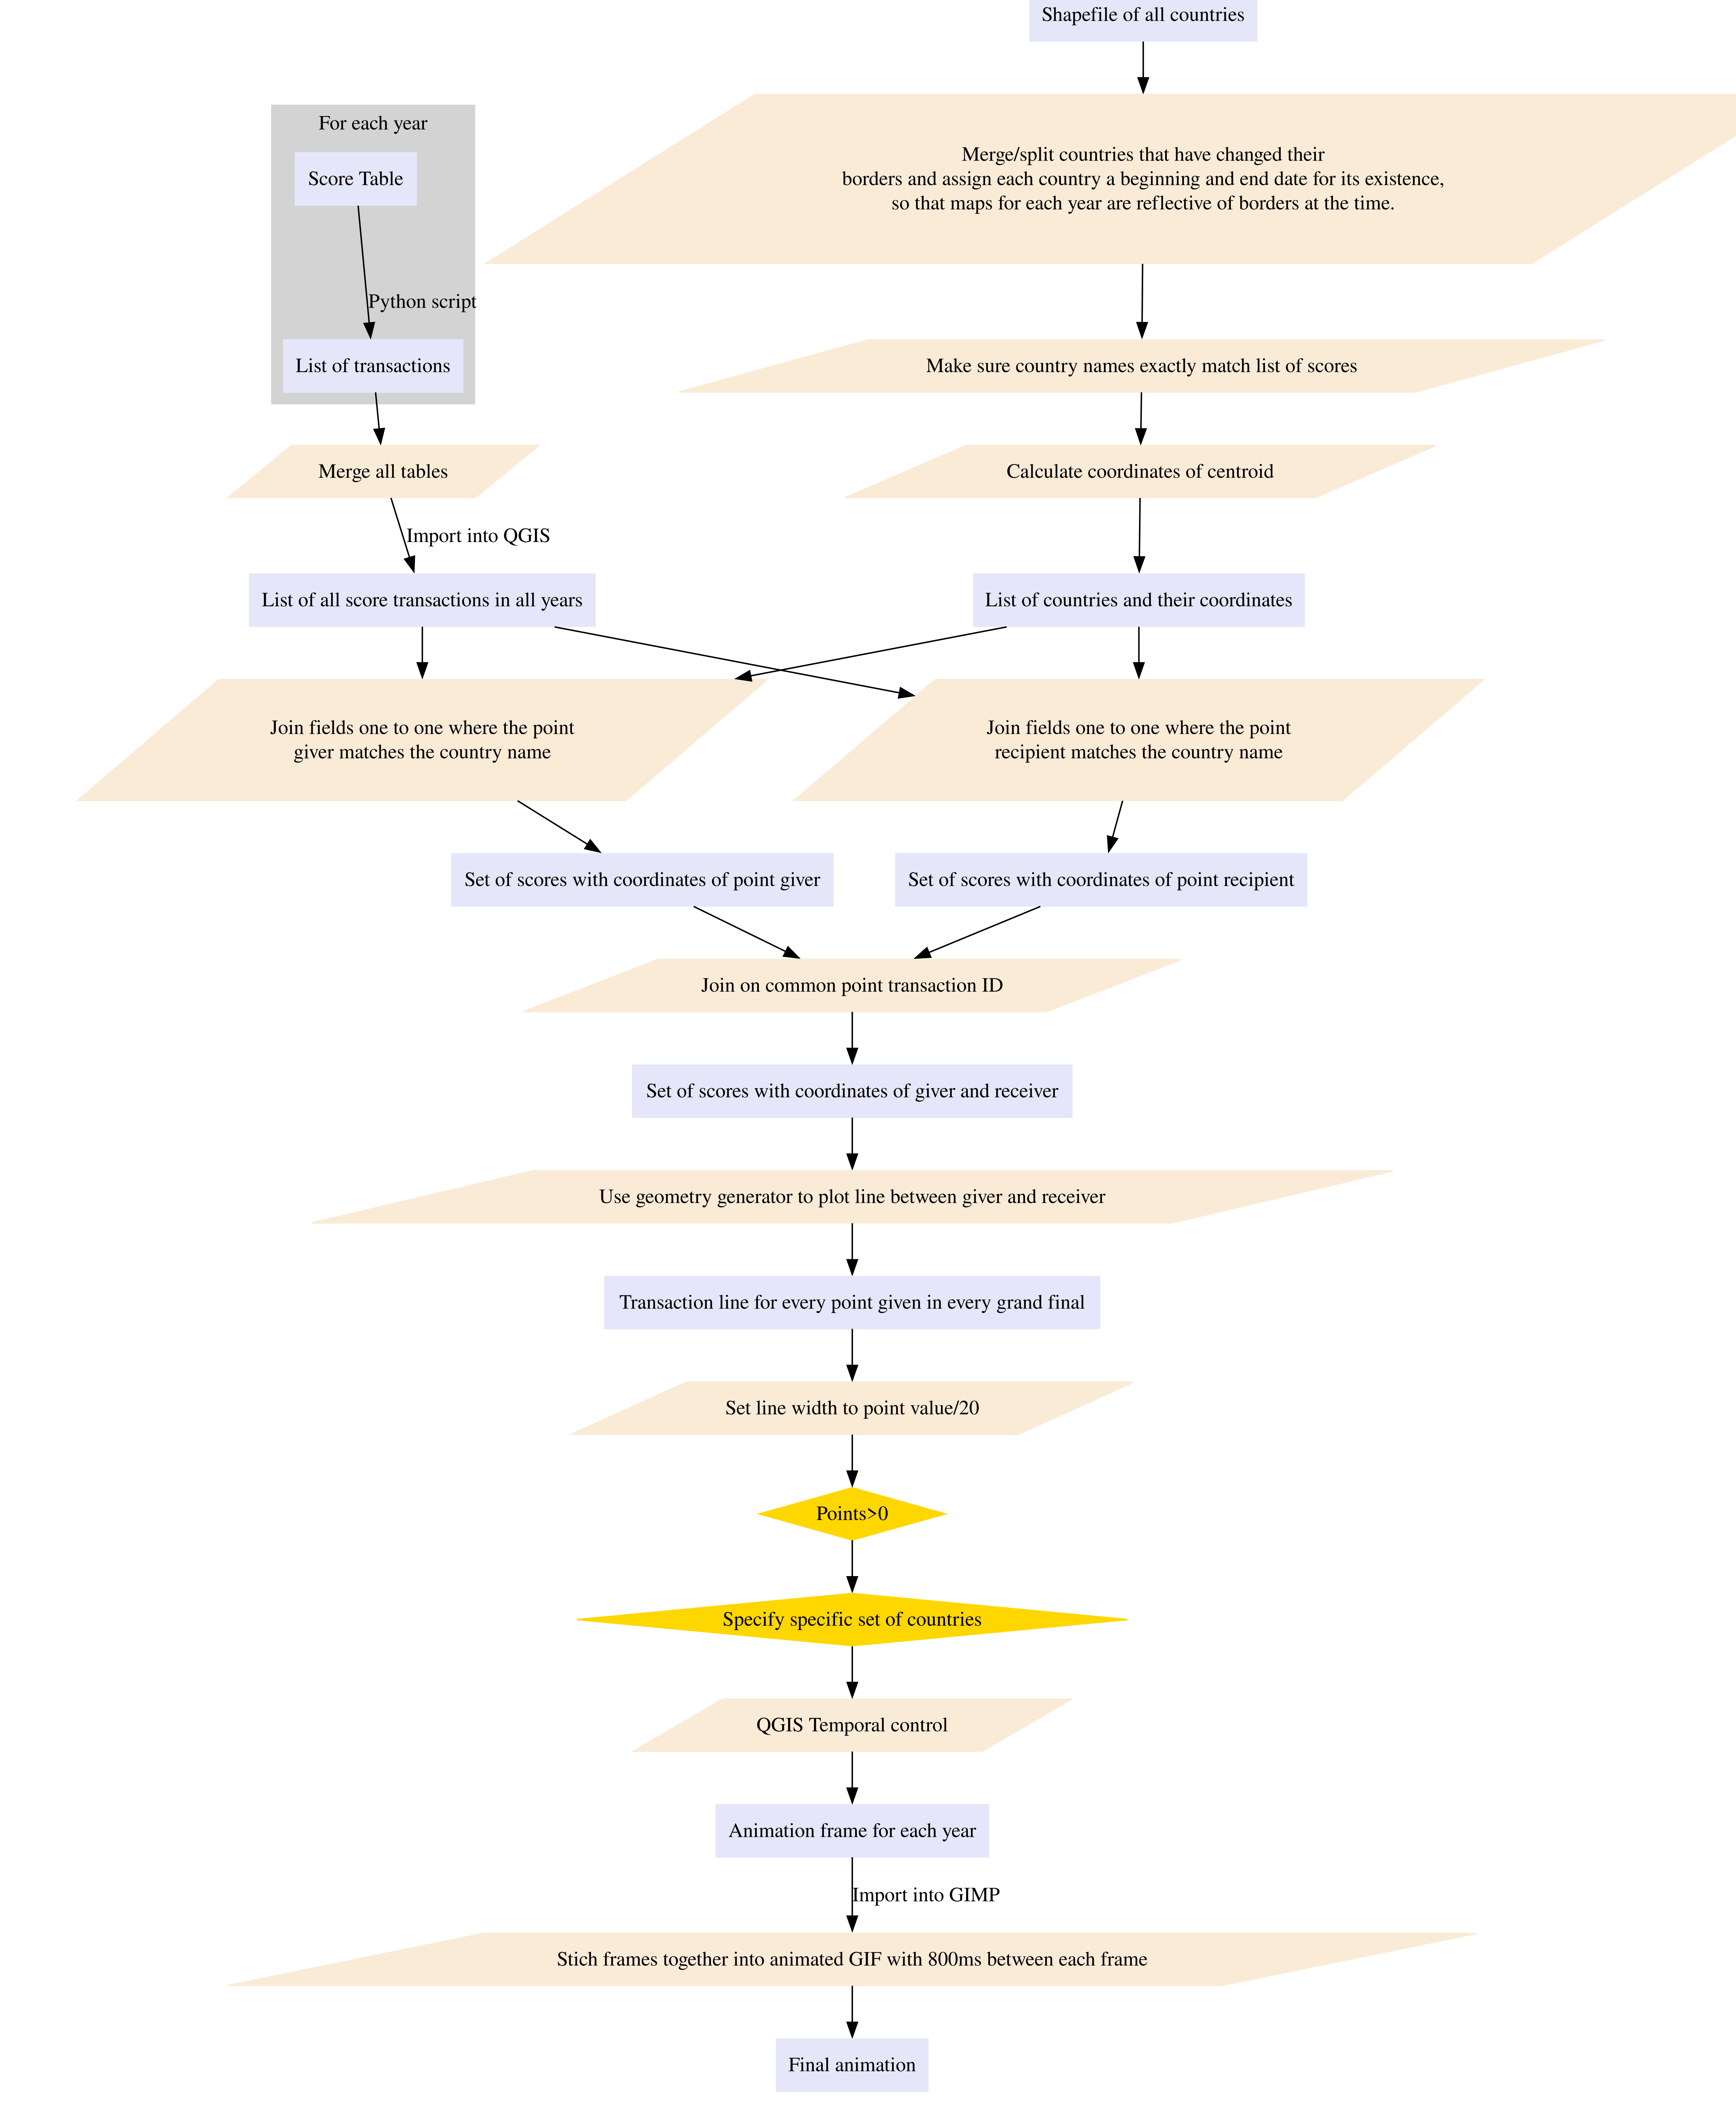 Shapefile of all countries
For each year
Score Table
Merge/split countries that have changed their
borders and assign each country a beginning and end date for its existence,
so that maps for each year are reflective of borders at the time.
Python script
List of transactions
Make sure country names exactly match list of scores
Merge all tables
Calculate coordinates of centroid
Import into QGIS
List of all score transactions in all years
List of countries and their coordinates
Join fields one to one where the point
giver matches the country name
Join fields one to one where the point
recipient matches the country name
Set of scores with coordinates of point giver
Set of scores with coordinates of point recipient
Join on common point transaction ID
Set of scores with coordinates of giver and receiver
Use geometry generator to plot line between giver and receiver
Transaction line for every point given in every grand final
Set line width to point value/20
Points>0
Specify specific set of countries
QGIS Temporal control
Animation frame for each year
Import into GIMP
Stich frames together into animated GIF with 800ms between each frame
Final animation